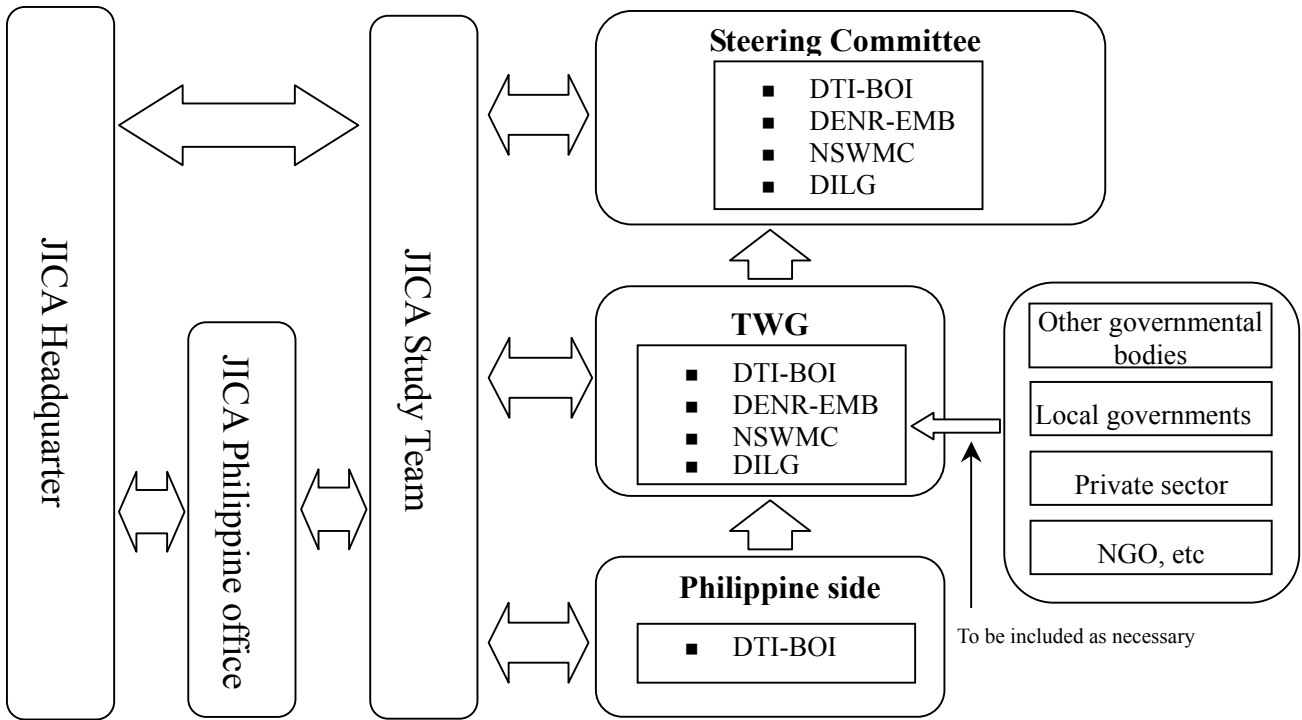 JICA Headquarter
JICA Philippine office
JICA Study Team
Steering Committee
■ DTI-BOI
■ DENR-EMB
■ NSWMC
■ DILG
TWG
■ DTI-BOI
■ DENR-EMB
■ NSWMC
■ DILG
Philippine side
■ DTI-BOI
Other governmental
bodies
Local governments
Private sector
NGO, etc
To be included as necessary